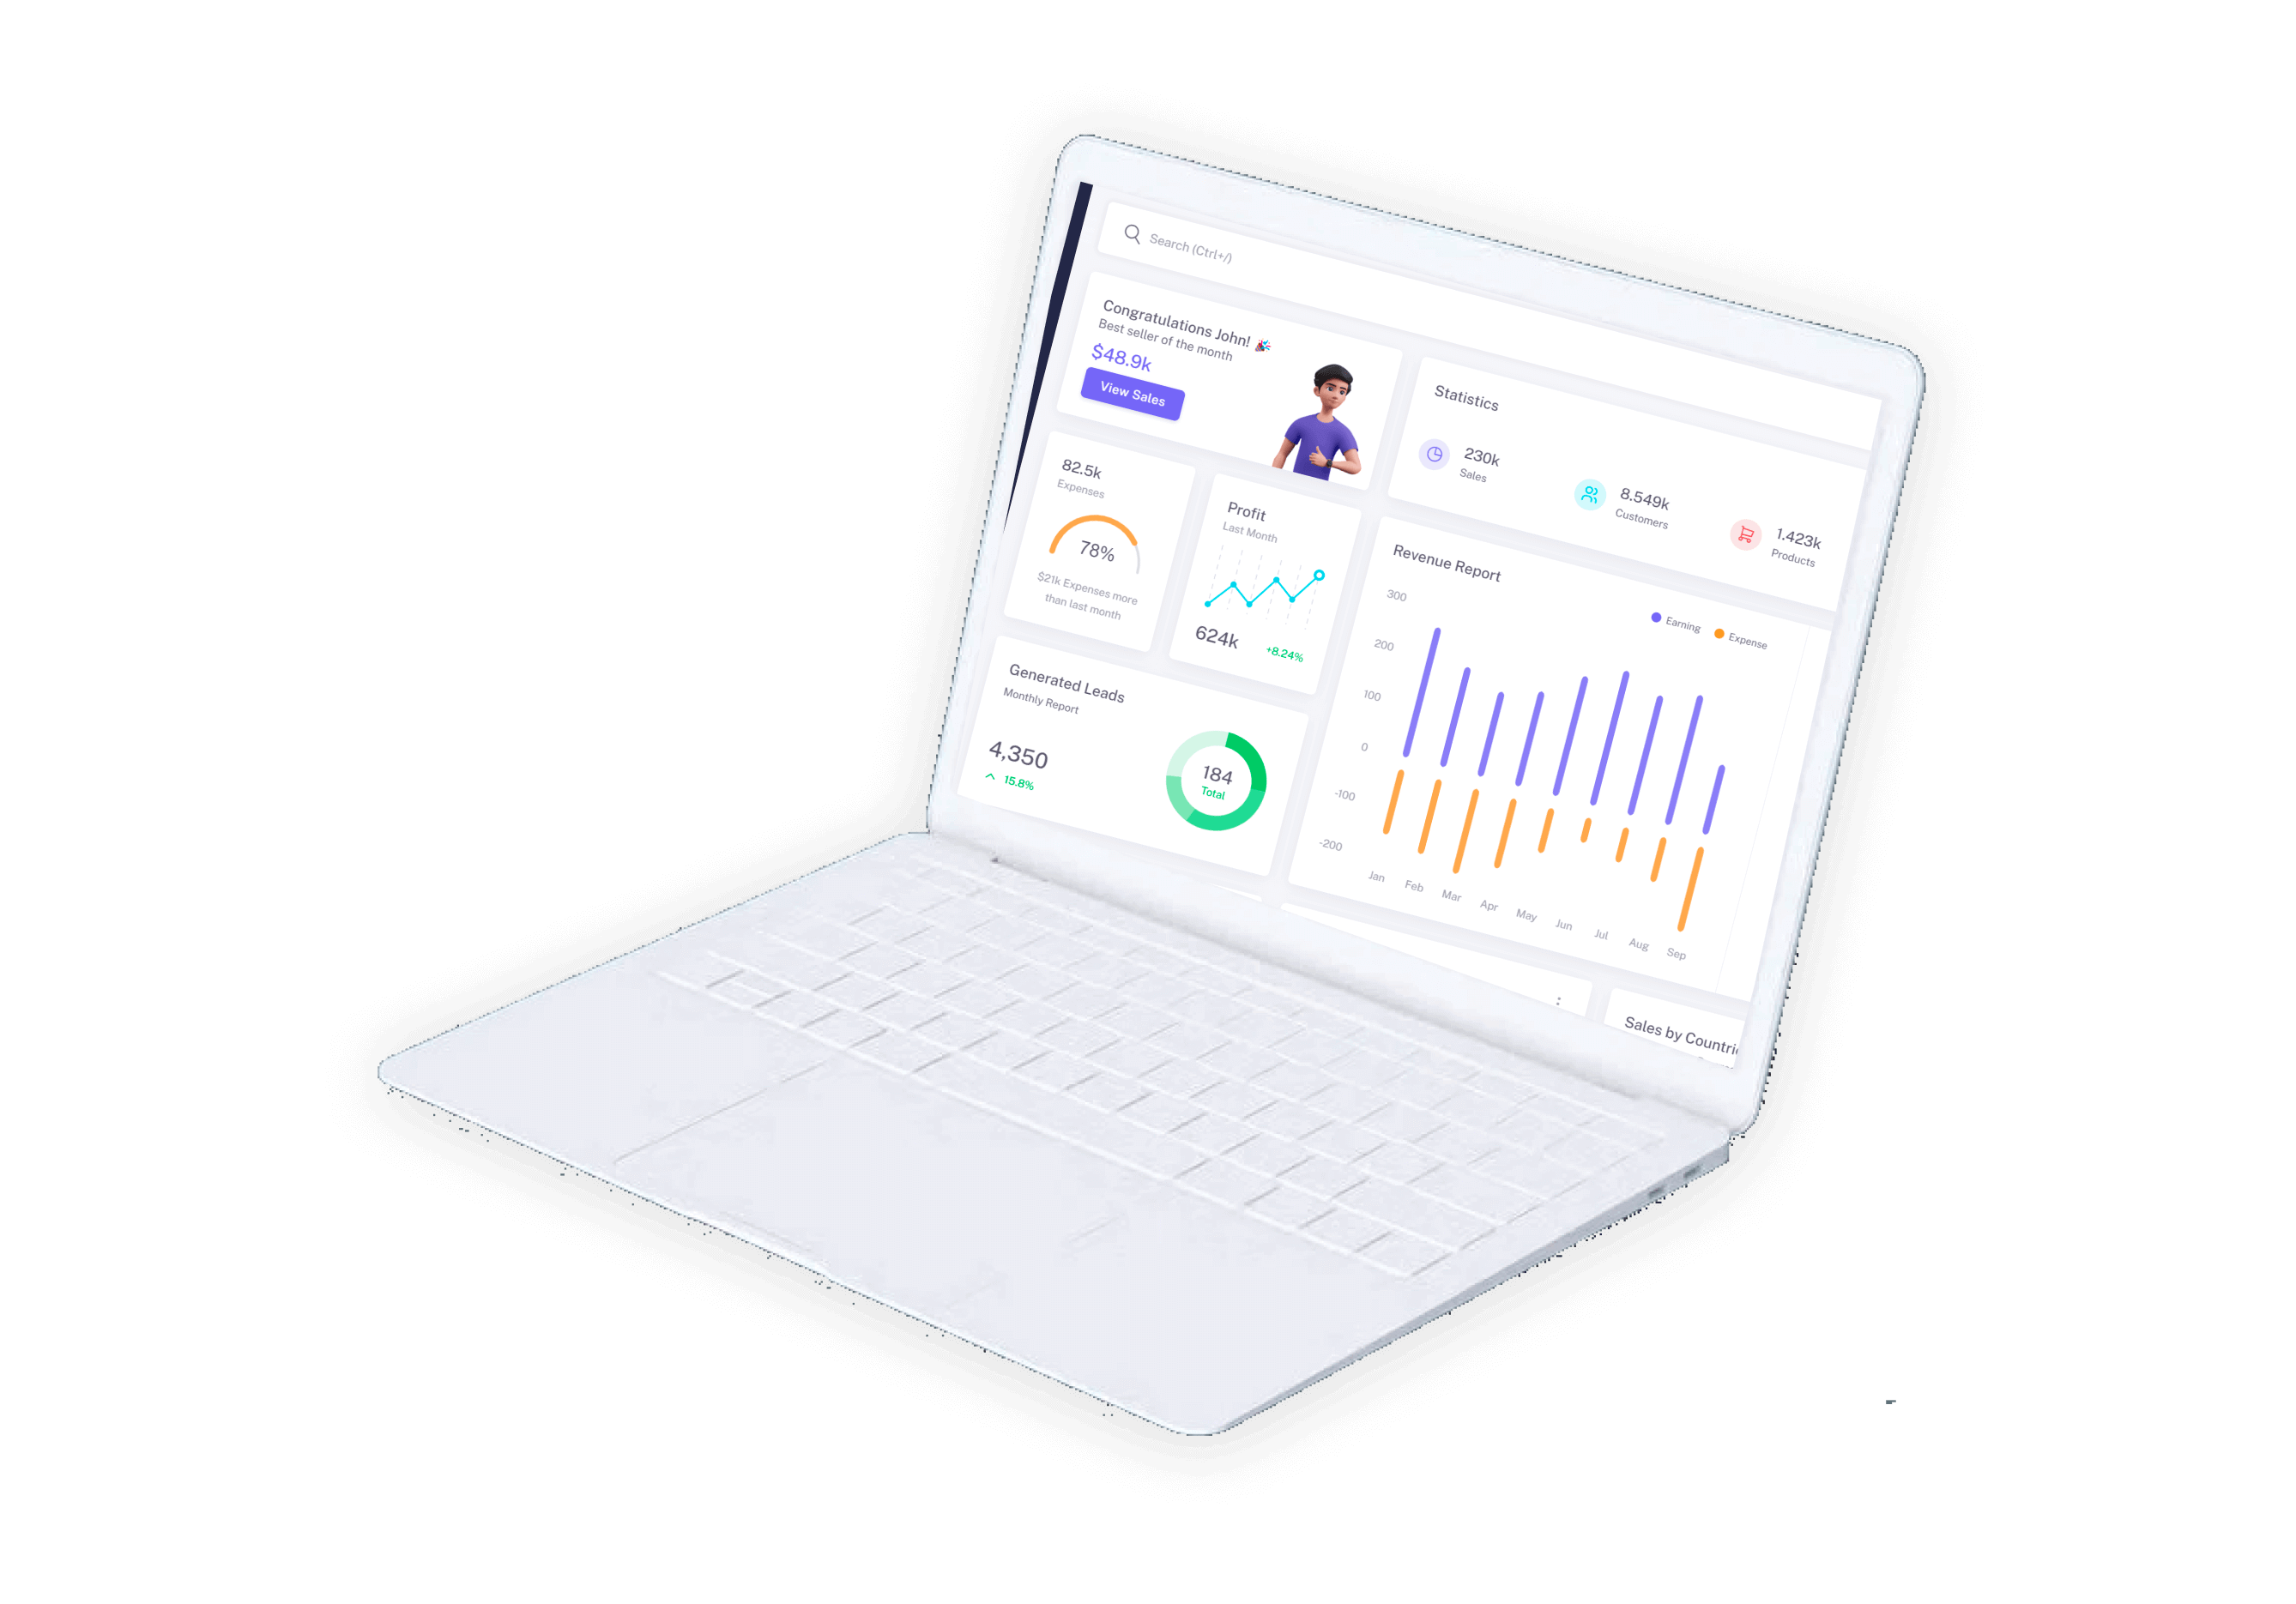 Search (Ctrl+/)
Congratulations John! 🎉
Best seller of the month
$48.9k
View Sales
Statistics
230k
Sales
8.549k
Customers
1.423k
Products
82.5k
Expenses
78%
$21k Expenses more
than last month
Profit
Last Month
624k
+8.24%
Revenue Report
Earning
Expense
300
200
100
0
-100
-200
Jan
Feb
Mar
Apr
May
Jun
Jul
Aug
Sep
Generated Leads
Monthly Report
4,350
15.8%
184
Total
Sales by Countri